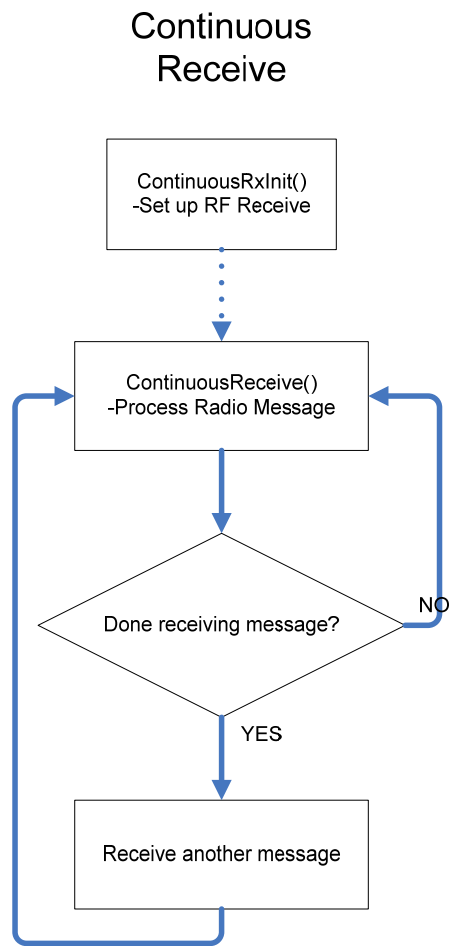 Continuous
Receive
ContinuousRxInit()
-Set up RF Receive
ContinuousReceive()
-Process Radio Message
Done receiving message?
NO
YES
Receive another message